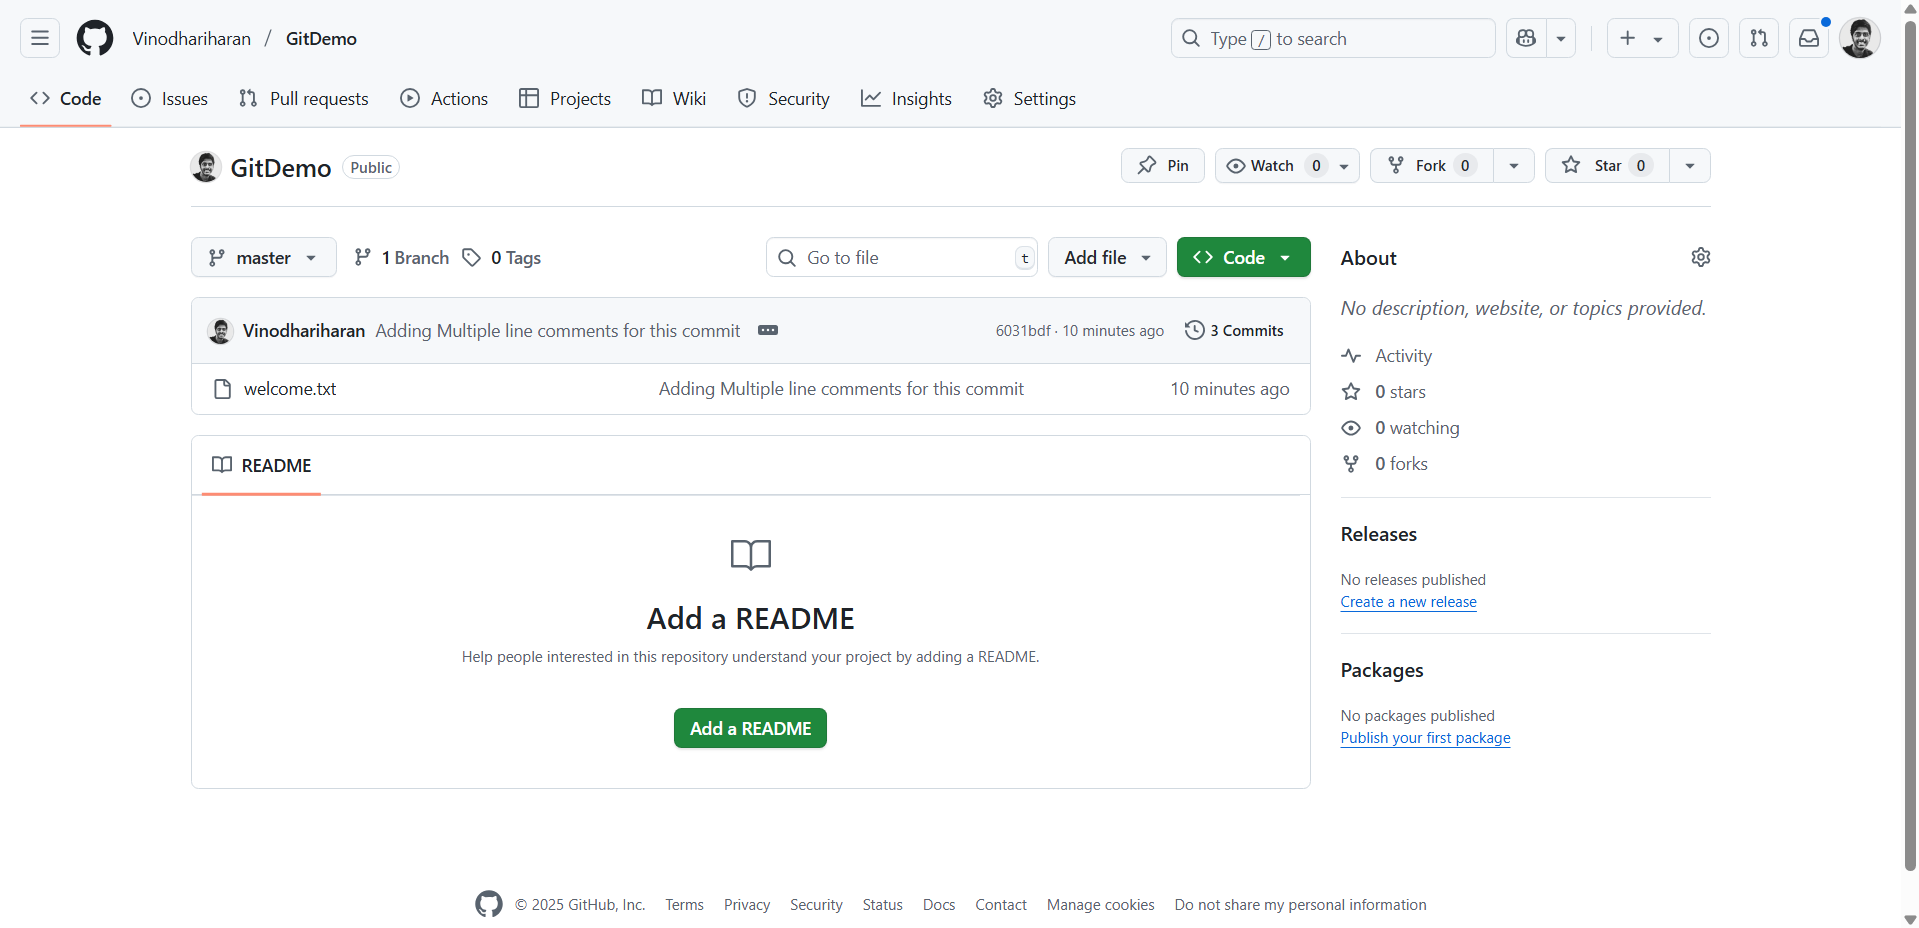 Vinodhariharan / GitDemo
Type / to search
Code Issues Pull requests Actions Projects Wiki Security Insights Settings
GitDemo Public
Pin Watch 0 Fork 0 Star 0
master 1 Branch 0 Tags Go to file t Add file Code
Vinodhariharan Adding Multiple line comments for this commit 6031bdf · 10 minutes ago 3 Commits
welcome.txt Adding Multiple line comments for this commit 10 minutes ago
README
Add a README
Help people interested in this repository understand your project by adding a README.
Add a README
About
No description, website, or topics provided.
Activity
0 stars
0 watching
0 forks
Releases
No releases published
Create a new release
Packages
No packages published
Publish your first package
© 2025 GitHub, Inc. Terms Privacy Security Status Docs Contact Manage cookies Do not share my personal information